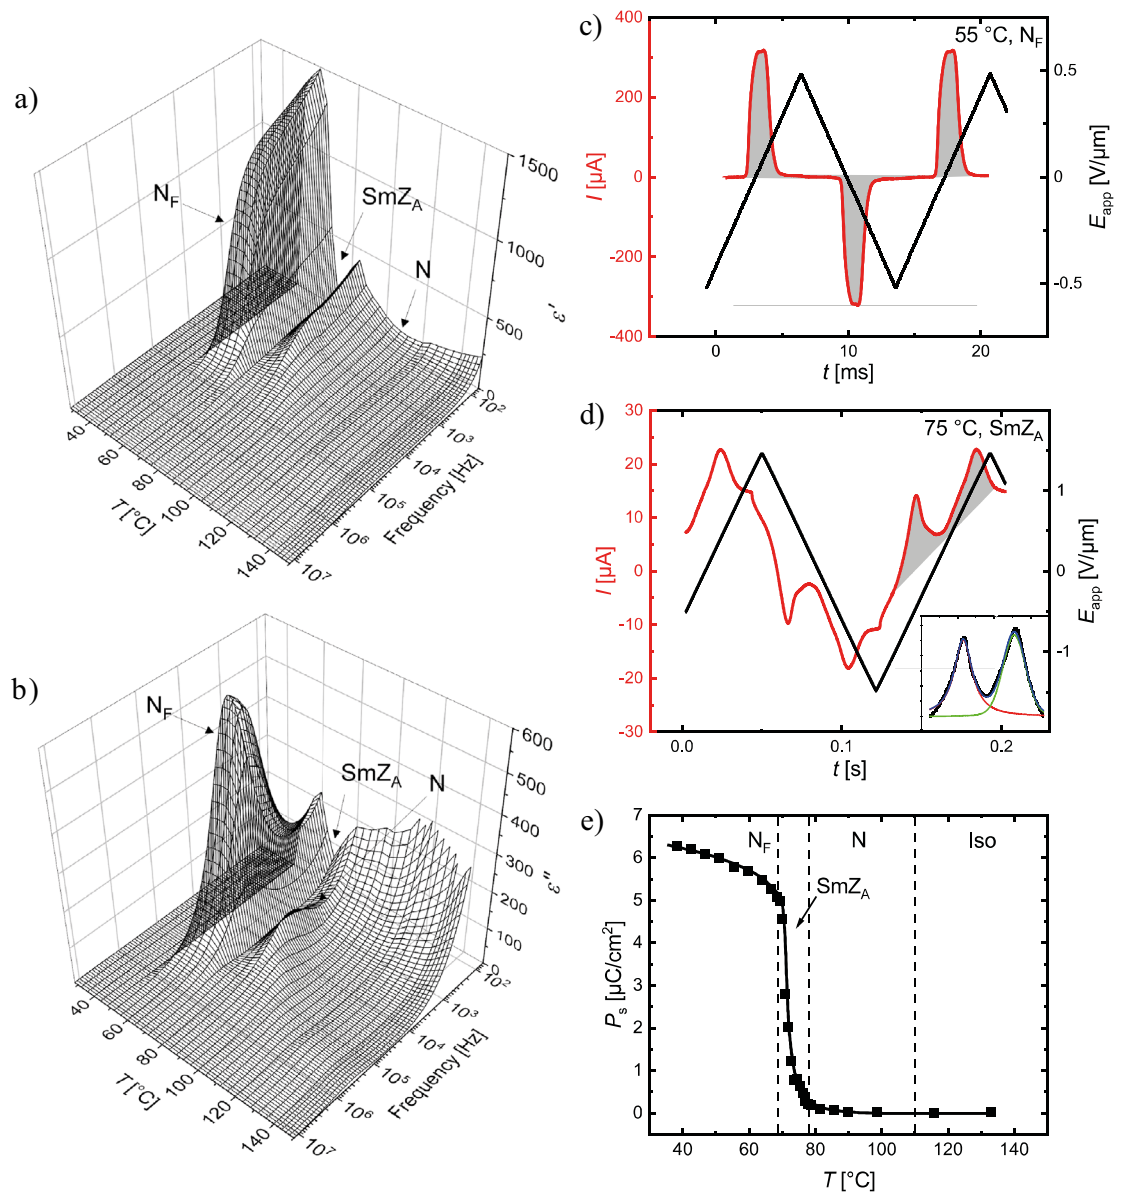 a)
N_F
SmZ_A
N
1500
1000
500
0
ε'
40
60
80
100
120
140
T [°C]
10^2
10^3
10^4
10^5
10^6
10^7
Frequency [Hz]
b)
N_F
SmZ_A
N
600
500
400
300
200
100
0
ε"
40
60
80
100
120
140
T [°C]
10^2
10^3
10^4
10^5
10^6
10^7
Frequency [Hz]
c)
55 °C, N_F
400
200
0
-200
-400
I [µA]
0.5
0
-0.5
E_app [V/µm]
0
10
20
t [ms]
d)
75 °C, SmZ_A
30
20
10
0
-10
-20
-30
I [µA]
1
0
-1
E_app [V/µm]
0.0
0.1
0.2
t [s]
e)
N_F
N
Iso
SmZ_A
7
6
5
4
3
2
1
0
P_s [µC/cm²]
40
60
80
100
120
140
T [°C]